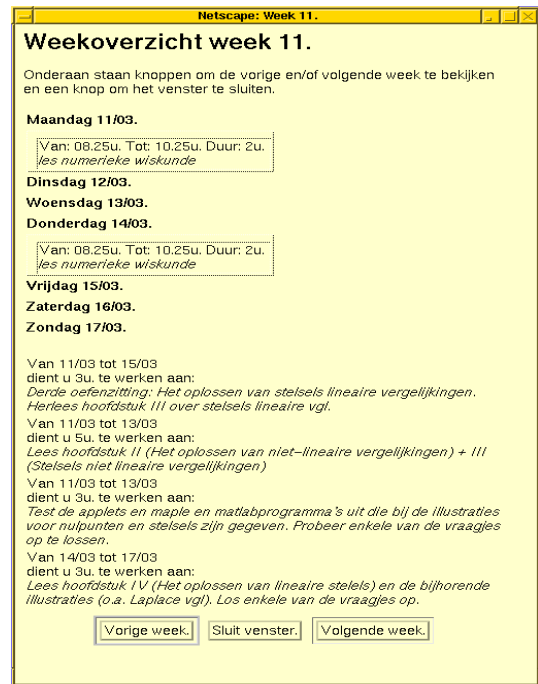 Netscape: Week 11.
Weekoverzicht week 11.
Onderaan staan knoppen om de vorige en/of volgende week te bekijken
en een knop om het venster te sluiten.
Maandag 11/03.
Van: 08.25u. Tot: 10.25u. Duur: 2u.
les numerieke wiskunde
Dinsdag 12/03.
Woensdag 13/03.
Donderdag 14/03.
Van: 08.25u. Tot: 10.25u. Duur: 2u.
les numerieke wiskunde
Vrijdag 15/03.
Zaterdag 16/03.
Zondag 17/03.
Van 11/03 tot 15/03
dient u 3u. te werken aan:
Derde oefenzitting: Het oplossen van stelsels lineaire vergelijkingen.
Herlees hoofdstuk III over stelsels lineaire vgl.
Van 11/03 tot 13/03
dient u 5u. te werken aan:
Lees hoofdstuk II (Het oplossen van niet-lineaire vergelijkingen) + III
(Stelsels niet lineaire vergelijkingen)
Van 11/03 tot 13/03
dient u 3u. te werken aan:
Test de applets en maple en matlabprogramma's uit die bij de illustraties
voor nulpunten en stelsels zijn gegeven. Probeer enkele van de vraagjes
op te lossen.
Van 14/03 tot 17/03
dient u 3u. te werken aan:
Lees hoofdstuk IV (Het oplossen van lineaire stelels) en de bijhorende
illustraties (o.a. Laplace vgl). Los enkele van de vraagjes op.
Vorige week. Sluit venster. Volgende week.